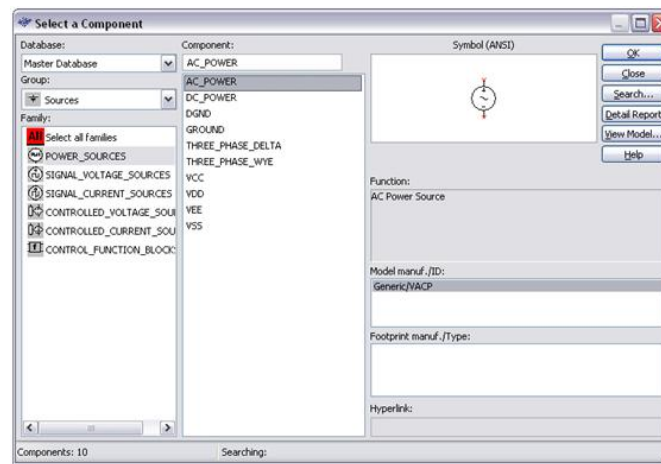 Select a Component
Database:
Master Database
Group:
Sources
Family:
All Select all families
POWER_SOURCES
SIGNAL_VOLTAGE_SOURCES
SIGNAL_CURRENT_SOURCES
CONTROLLED_VOLTAGE_SOU
CONTROLLED_CURRENT_SOU
CONTROL_FUNCTION_BLOCK
Component:
AC_POWER
AC_POWER
DC_POWER
DGND
GROUND
THREE_PHASE_DELTA
THREE_PHASE_WYE
VCC
VDD
VEE
VSS
Symbol (ANSI)
Function:
AC Power Source
Model manuf./ID:
Generic/VACP
Footprint manuf./Type:
Hyperlink:
OK
Close
Search...
Detail Report
View Model...
Help
Components: 10
Searching: